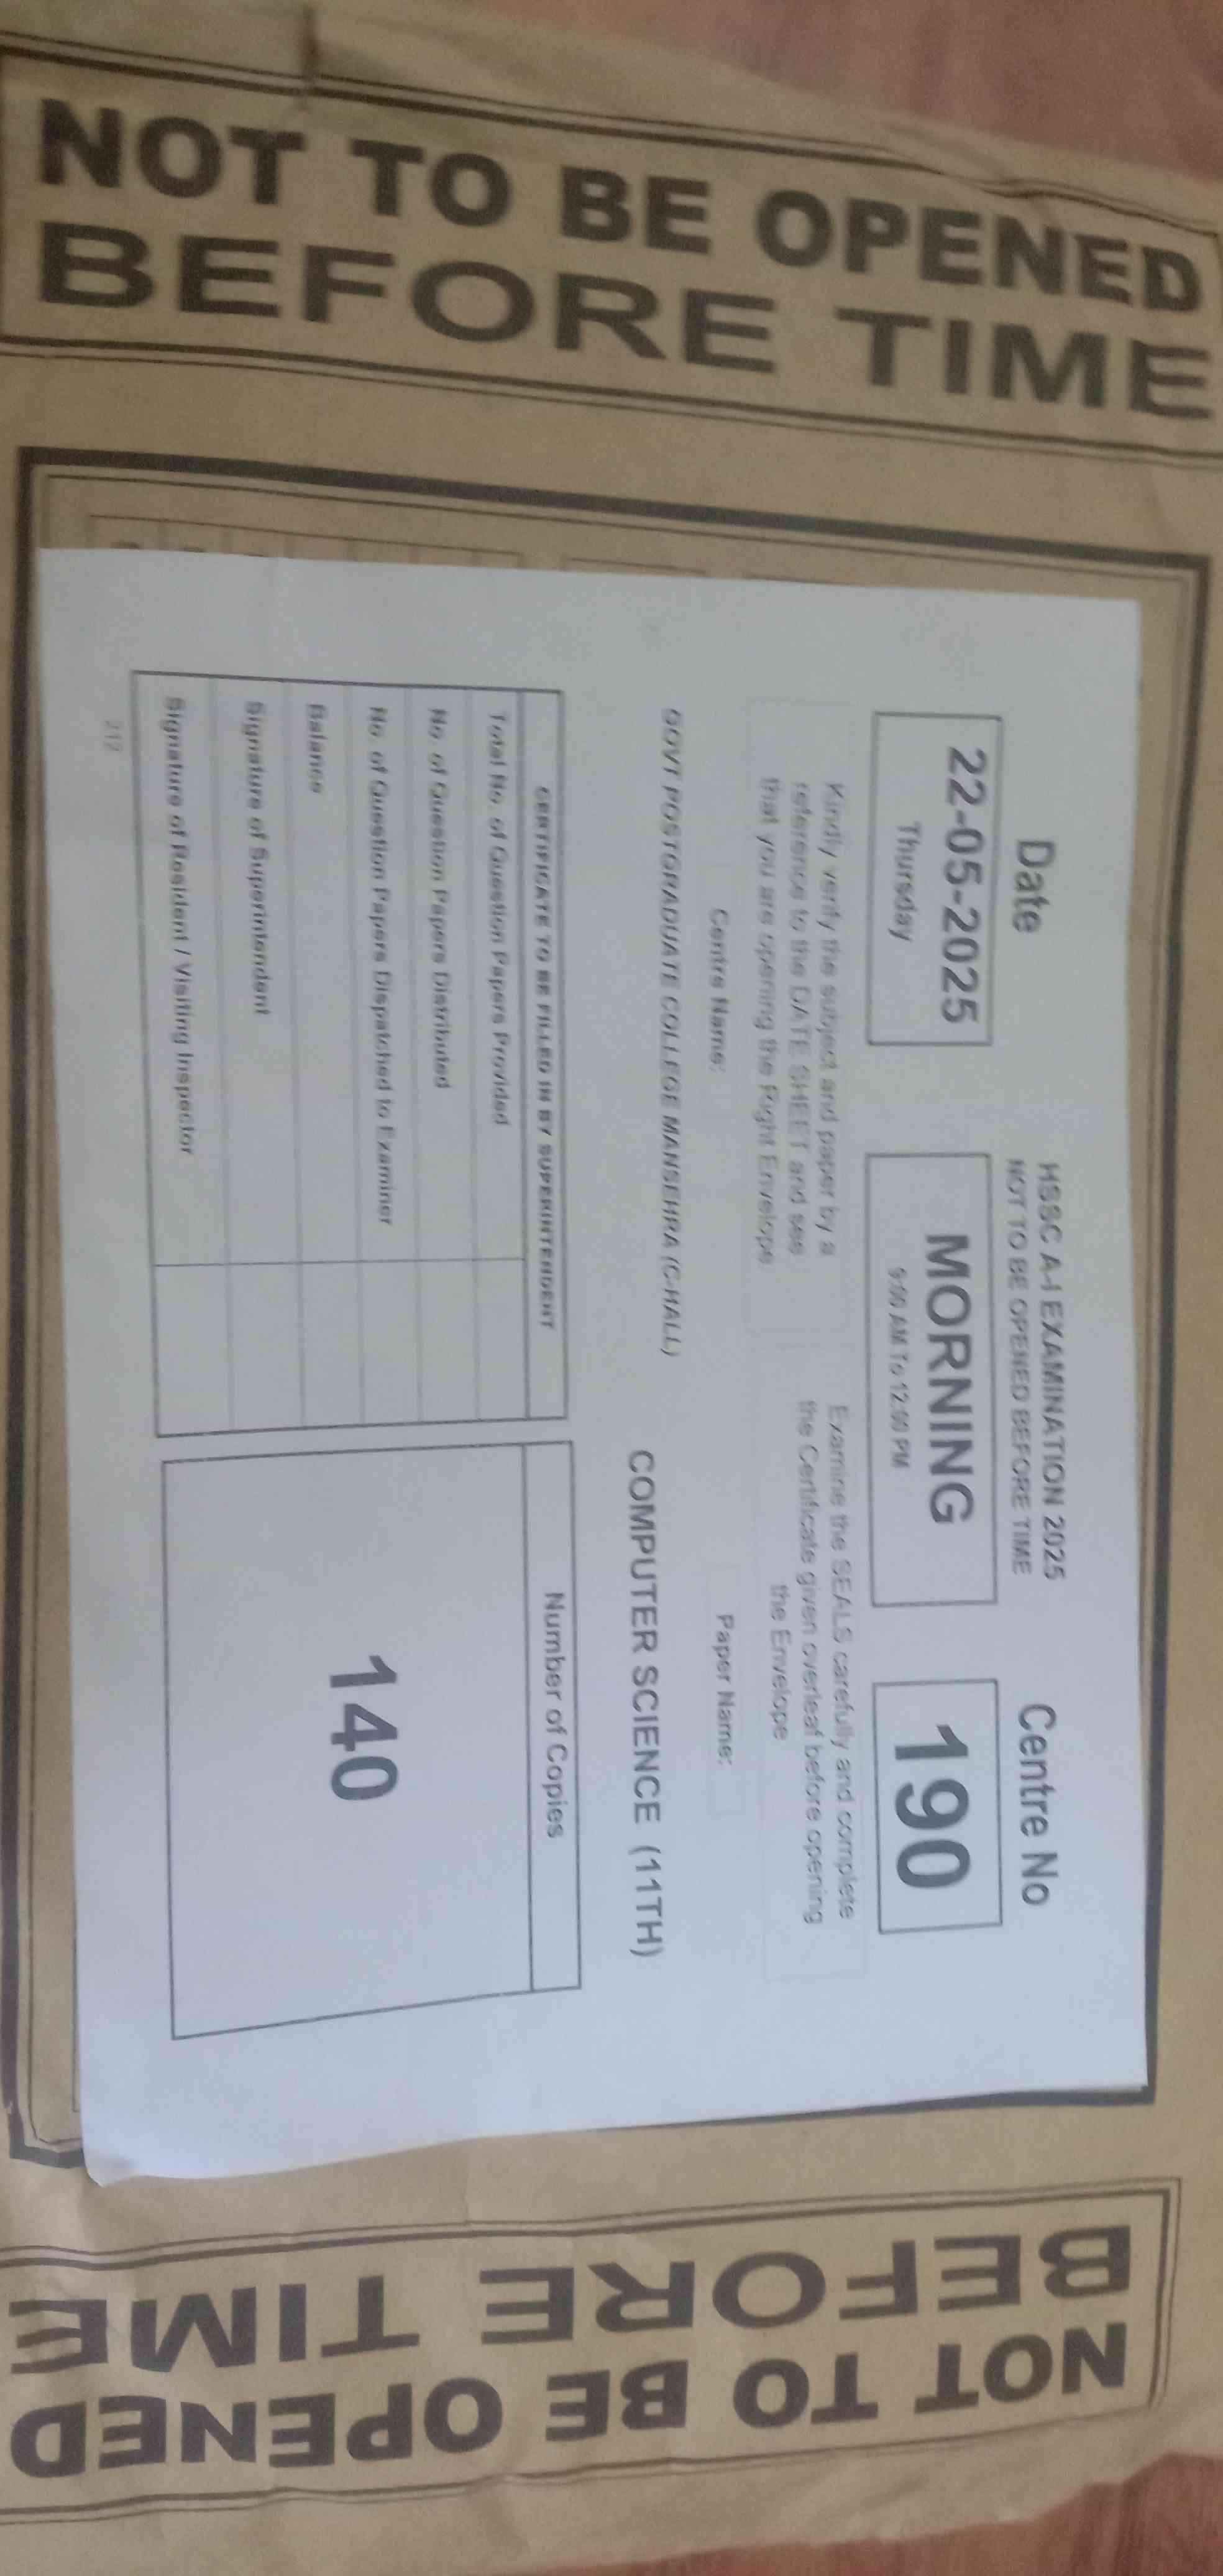 NOT TO BE OPENED
BEFORE TIME
HSSC A-I EXAMINATION 2025
NOT TO BE OPENED BEFORE TIME
Date
22-05-2025
Thursday
MORNING
9:00 AM To 12:00 PM
Centre No
190
Kindly verify the subject and paper by a
reference to the DATE SHEET and see
that you are opening the Right Envelope
Examine the SEALS carefully and complete
the Certificate given overleaf before opening
the Envelope
Centre Name:
Paper Name:
GOVT POSTGRADUATE COLLEGE MANSEHRA (C-HALL)
COMPUTER SCIENCE (11TH)
CERTIFICATE TO BE FILLED IN BY SUPERINTENDENT
Total No. of Question Papers Provided
No. of Question Papers Distributed
No. of Question Papers Dispatched to Examiner
Balance
Signature of Superintendent
Signature of Resident / Visiting Inspector
Number of Copies
140
212
NOT TO BE OPENED
BEFORE TIME